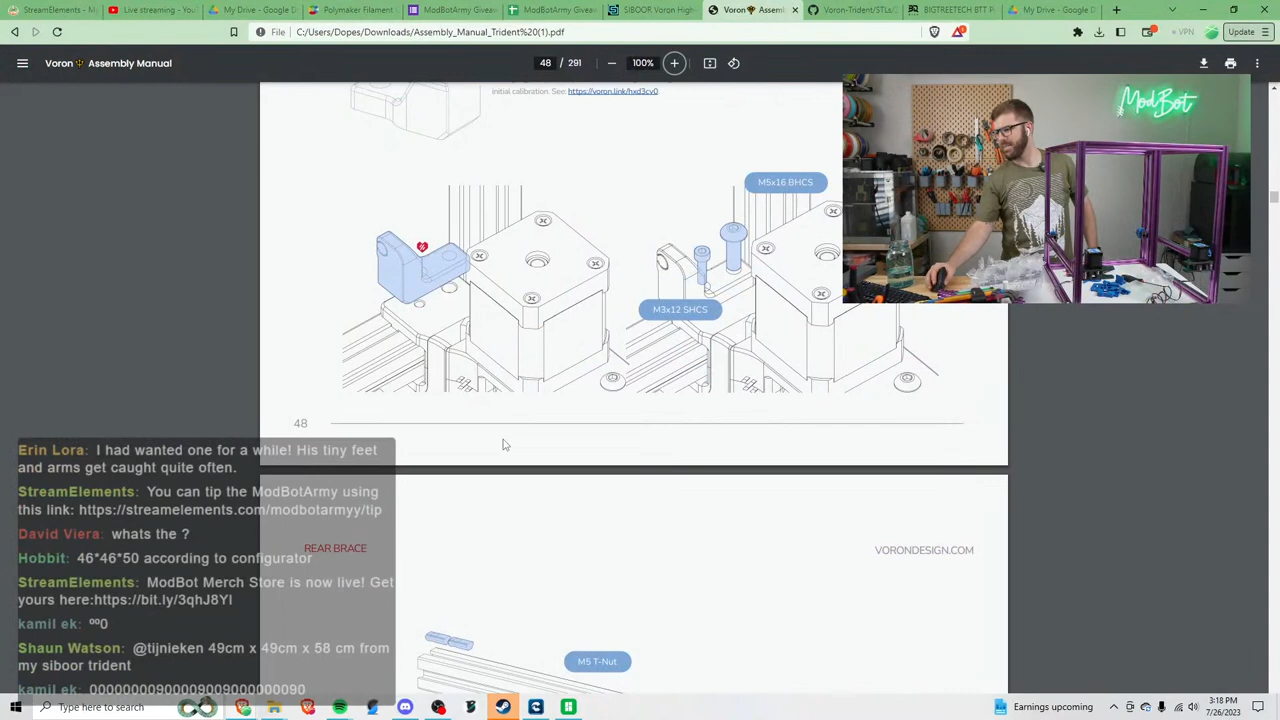 Live streaming - You
My Drive - Google D
Polymaker Filament
ModBotArmy Giveaw
ModBotArmy Givea
SIBOOR Voron High
Voron Assem
Voron-Trident/STLs/
BIGTREETECH BTT P
My Drive - Google D
File C:/Users/Dopes/Downloads/Assembly_Manual_Trident%20(1).pdf
VPN
Update
Voron Assembly Manual
48 / 291
100%
initial calibration. See: https://voron.link/hxd3cv0
ModBot
M5x16 BHCS
M3x12 SHCS
48
Erin Lora: I had wanted one for a while! His tiny feet
and arms get caught quite often.
StreamElements: You can tip the ModBotArmy using
this link: https://streamelements.com/modbotarmyy/tip
David Viera: whats the ?
Hobbit: 46*46*50 according to configurator
StreamElements: ModBot Merch Store is now live! Get
yours here:https://bit.ly/3qhJ8YI
kamil ek: ºº0
Shaun Watson: @tijnieken 49cm x 49cm x 58 cm from
my siboor trident
REAR BRACE
VORONDESIGN.COM
M5 T-Nut
Type here to search
Earnings upcoming
3:18 PM
7/26/2023